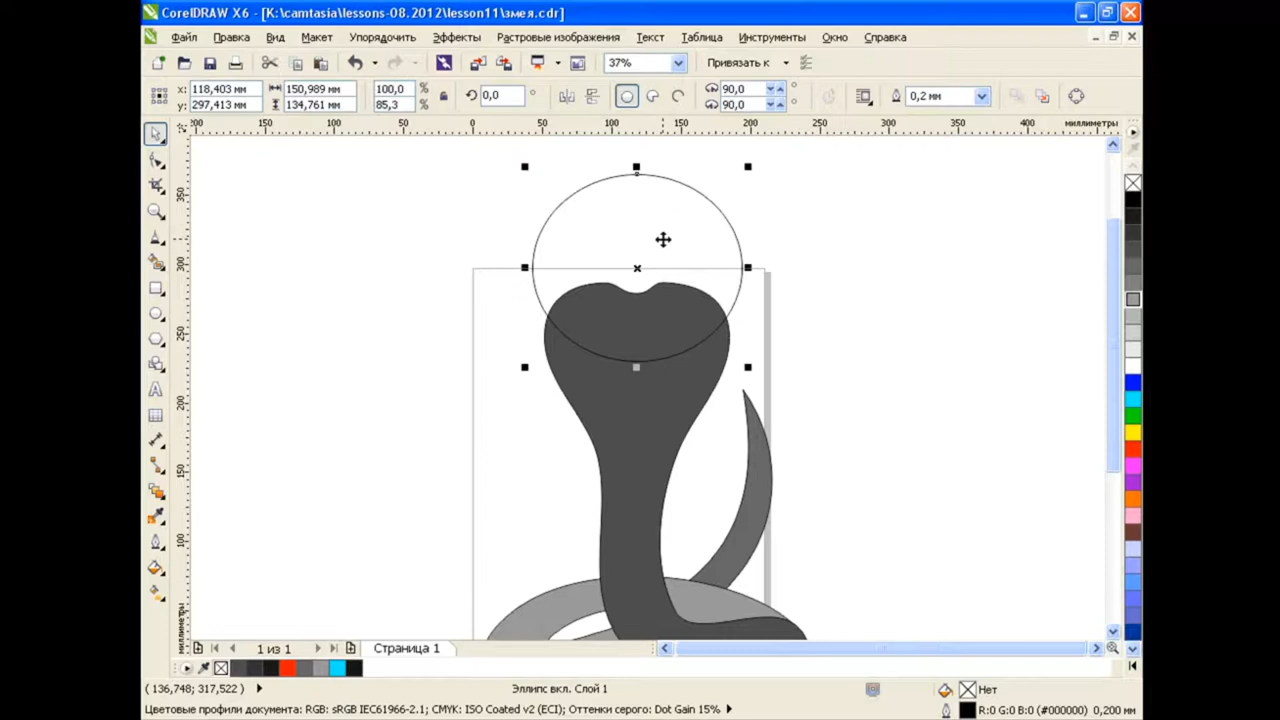 CorelDRAW X6 - [K:\camtasia\lessons-08.2012\lesson11\змея.cdr]
Файл Правка Вид Макет Упорядочить Эффекты Растровые изображения Текст Таблица Инструменты Окно Справка
37% Привязать к
x: 118,403 мм 150,989 мм 100,0 % 0,0 ° 90,0 ° 0,2 мм
y: 297,413 мм 134,761 мм 85,3 % 90,0 °
200 150 100 50 0 50 100 150 200 250 300 350 400 миллиметры
350
300
250
200
150
100
миллиметры
1 из 1 Страница 1
( 136,748; 317,522 ) Эллипс вкл. Слой 1 Нет
Цветовые профили документа: RGB: sRGB IEC61966-2.1; CMYK: ISO Coated v2 (ECI); Оттенки серого: Dot Gain 15% R:0 G:0 B:0 (#000000) 0,200 мм